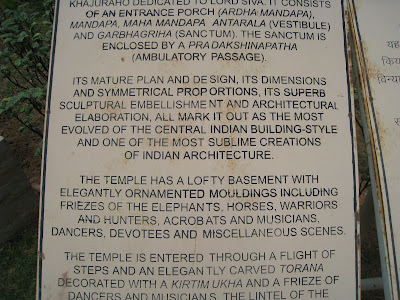 KHAJURAHO DEDICATED TO LORD SIVA. IT CONSISTS
OF AN ENTRANCE PORCH (ARDHA MANDAPA),
MANDAPA, MAHA MANDAPA ANTARALA (VESTIBULE)
AND GARBHAGRIHA (SANCTUM). THE SANCTUM IS
ENCLOSED BY A PRADAKSHINAPATHA
(AMBULATORY PASSAGE).
ITS MATURE PLAN AND DESIGN, ITS DIMENSIONS
AND SYMMETRICAL PROPORTIONS, ITS SUPERB
SCULPTURAL EMBELLISHMENT AND ARCHITECTURAL
ELABORATION, ALL MARK IT OUT AS THE MOST
EVOLVED OF THE CENTRAL INDIAN BUILDING-STYLE
AND ONE OF THE MOST SUBLIME CREATIONS
OF INDIAN ARCHITECTURE.
THE TEMPLE HAS A LOFTY BASEMENT WITH
ELEGANTLY ORNAMENTED MOULDINGS INCLUDING
FRIEZES OF THE ELEPHANTS, HORSES, WARRIORS
AND HUNTERS, ACROBATS AND MUSICIANS,
DANCERS, DEVOTEES AND MISCELLANEOUS SCENES.
THE TEMPLE IS ENTERED THROUGH A FLIGHT OF
STEPS AND AN ELEGANTLY CARVED TORANA
DECORATED WITH A KIRTIMUKHA AND A FRIEZE OF
DANCERS AND MUSICIANS. THE LINTEL OF THE
यह